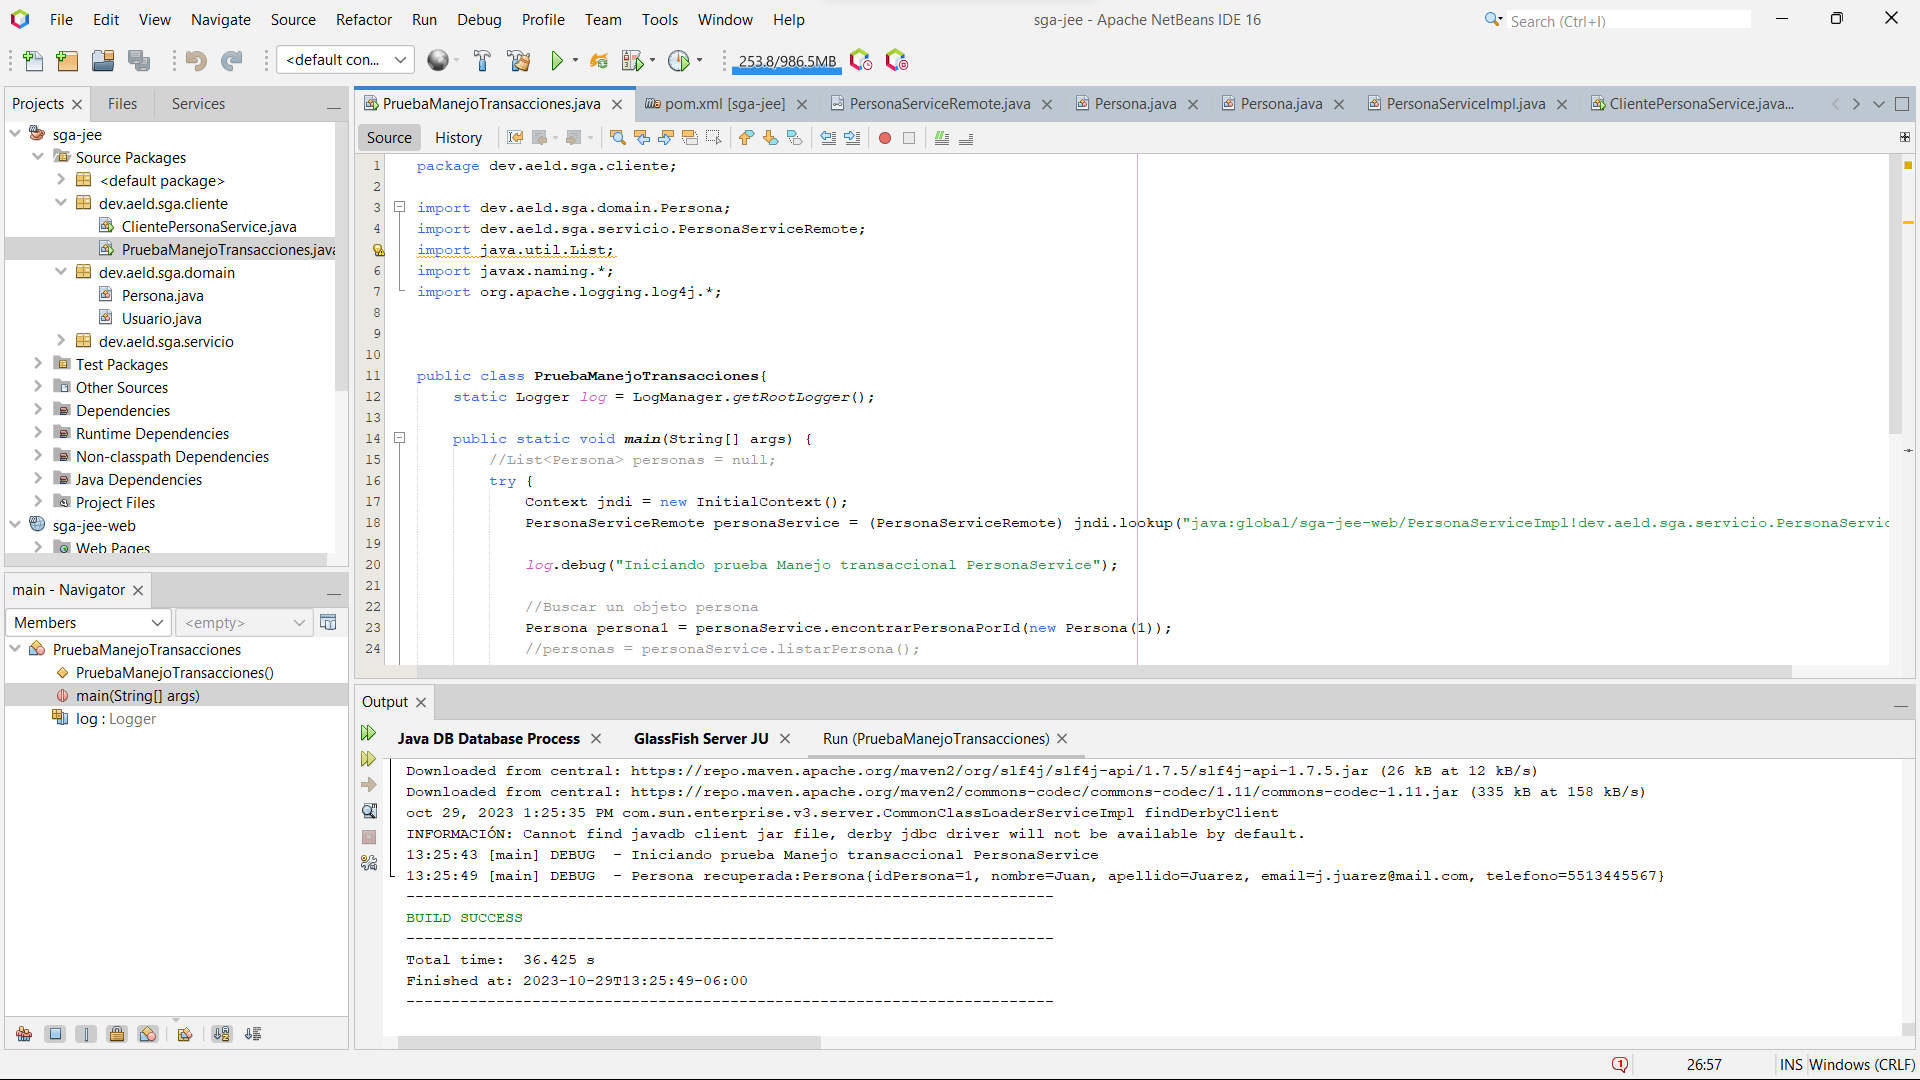 File Edit View Navigate Source Refactor Run Debug Profile Team Tools Window Help
sga-jee - Apache NetBeans IDE 16
Search (Ctrl+I)
<default con...
253.8/986.5MB
Projects Files Services
sga-jee
Source Packages
<default package>
dev.aeld.sga.cliente
ClientePersonaService.java
PruebaManejoTransacciones.java
dev.aeld.sga.domain
Persona.java
Usuario.java
dev.aeld.sga.servicio
Test Packages
Other Sources
Dependencies
Runtime Dependencies
Non-classpath Dependencies
Java Dependencies
Project Files
sga-jee-web
Web Pages
main - Navigator
Members <empty>
PruebaManejoTransacciones
PruebaManejoTransacciones()
main(String[] args)
log : Logger
PruebaManejoTransacciones.java pom.xml [sga-jee] PersonaServiceRemote.java Persona.java Persona.java PersonaServiceImpl.java ClientePersonaService.java...
Source History
1 package dev.aeld.sga.cliente;
2
3 import dev.aeld.sga.domain.Persona;
4 import dev.aeld.sga.servicio.PersonaServiceRemote;
import java.util.List;
6 import javax.naming.*;
7 import org.apache.logging.log4j.*;
8
9
10
11 public class PruebaManejoTransacciones{
12 static Logger log = LogManager.getRootLogger();
13
14 public static void main(String[] args) {
15 //List<Persona> personas = null;
16 try {
17 Context jndi = new InitialContext();
18 PersonaServiceRemote personaService = (PersonaServiceRemote) jndi.lookup("java:global/sga-jee-web/PersonaServiceImpl!dev.aeld.sga.servicio.PersonaServic
19
20 log.debug("Iniciando prueba Manejo transaccional PersonaService");
21
22 //Buscar un objeto persona
23 Persona persona1 = personaService.encontrarPersonaPorId(new Persona(1));
24 //personas = personaService.listarPersona();
Output
Java DB Database Process GlassFish Server JU Run (PruebaManejoTransacciones)
Downloaded from central: https://repo.maven.apache.org/maven2/org/slf4j/slf4j-api/1.7.5/slf4j-api-1.7.5.jar (26 kB at 12 kB/s)
Downloaded from central: https://repo.maven.apache.org/maven2/commons-codec/commons-codec/1.11/commons-codec-1.11.jar (335 kB at 158 kB/s)
oct 29, 2023 1:25:35 PM com.sun.enterprise.v3.server.CommonClassLoaderServiceImpl findDerbyClient
INFORMACIÓN: Cannot find javadb client jar file, derby jdbc driver will not be available by default.
13:25:43 [main] DEBUG - Iniciando prueba Manejo transaccional PersonaService
13:25:49 [main] DEBUG - Persona recuperada:Persona{idPersona=1, nombre=Juan, apellido=Juarez, email=j.juarez@mail.com, telefono=5513445567}
------------------------------------------------------------------------
BUILD SUCCESS
------------------------------------------------------------------------
Total time: 36.425 s
Finished at: 2023-10-29T13:25:49-06:00
------------------------------------------------------------------------
1 26:57 INS Windows (CRLF)